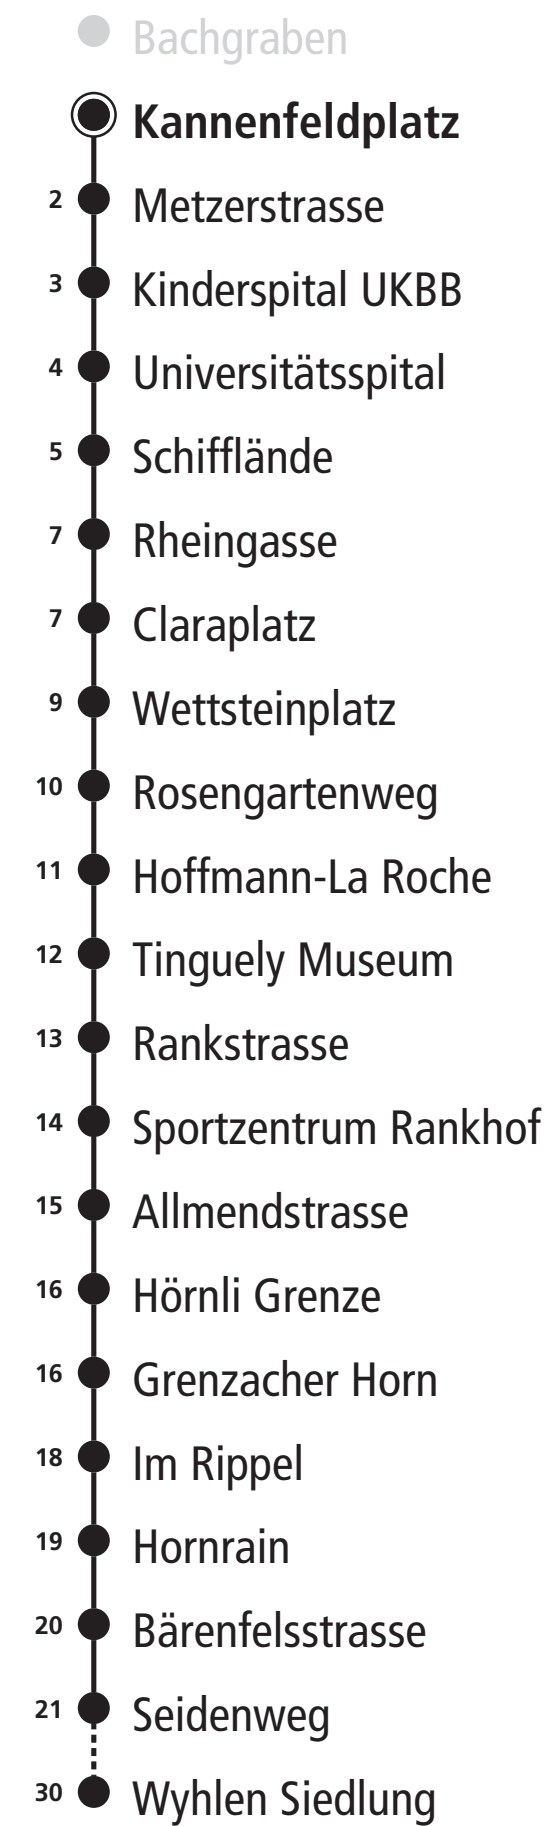 Bachgraben
Kannenfeldplatz
2 Metzerstrasse
3 Kinderspital UKBB
4 Universitätsspital
5 Schifflände
7 Rheingasse
7 Claraplatz
9 Wettsteinplatz
10 Rosengartenweg
11 Hoffmann-La Roche
12 Tinguely Museum
13 Rankstrasse
14 Sportzentrum Rankhof
15 Allmendstrasse
16 Hörnli Grenze
16 Grenzacher Horn
18 Im Rippel
19 Hornrain
20 Bärenfelsstrasse
21 Seidenweg
30 Wyhlen Siedlung